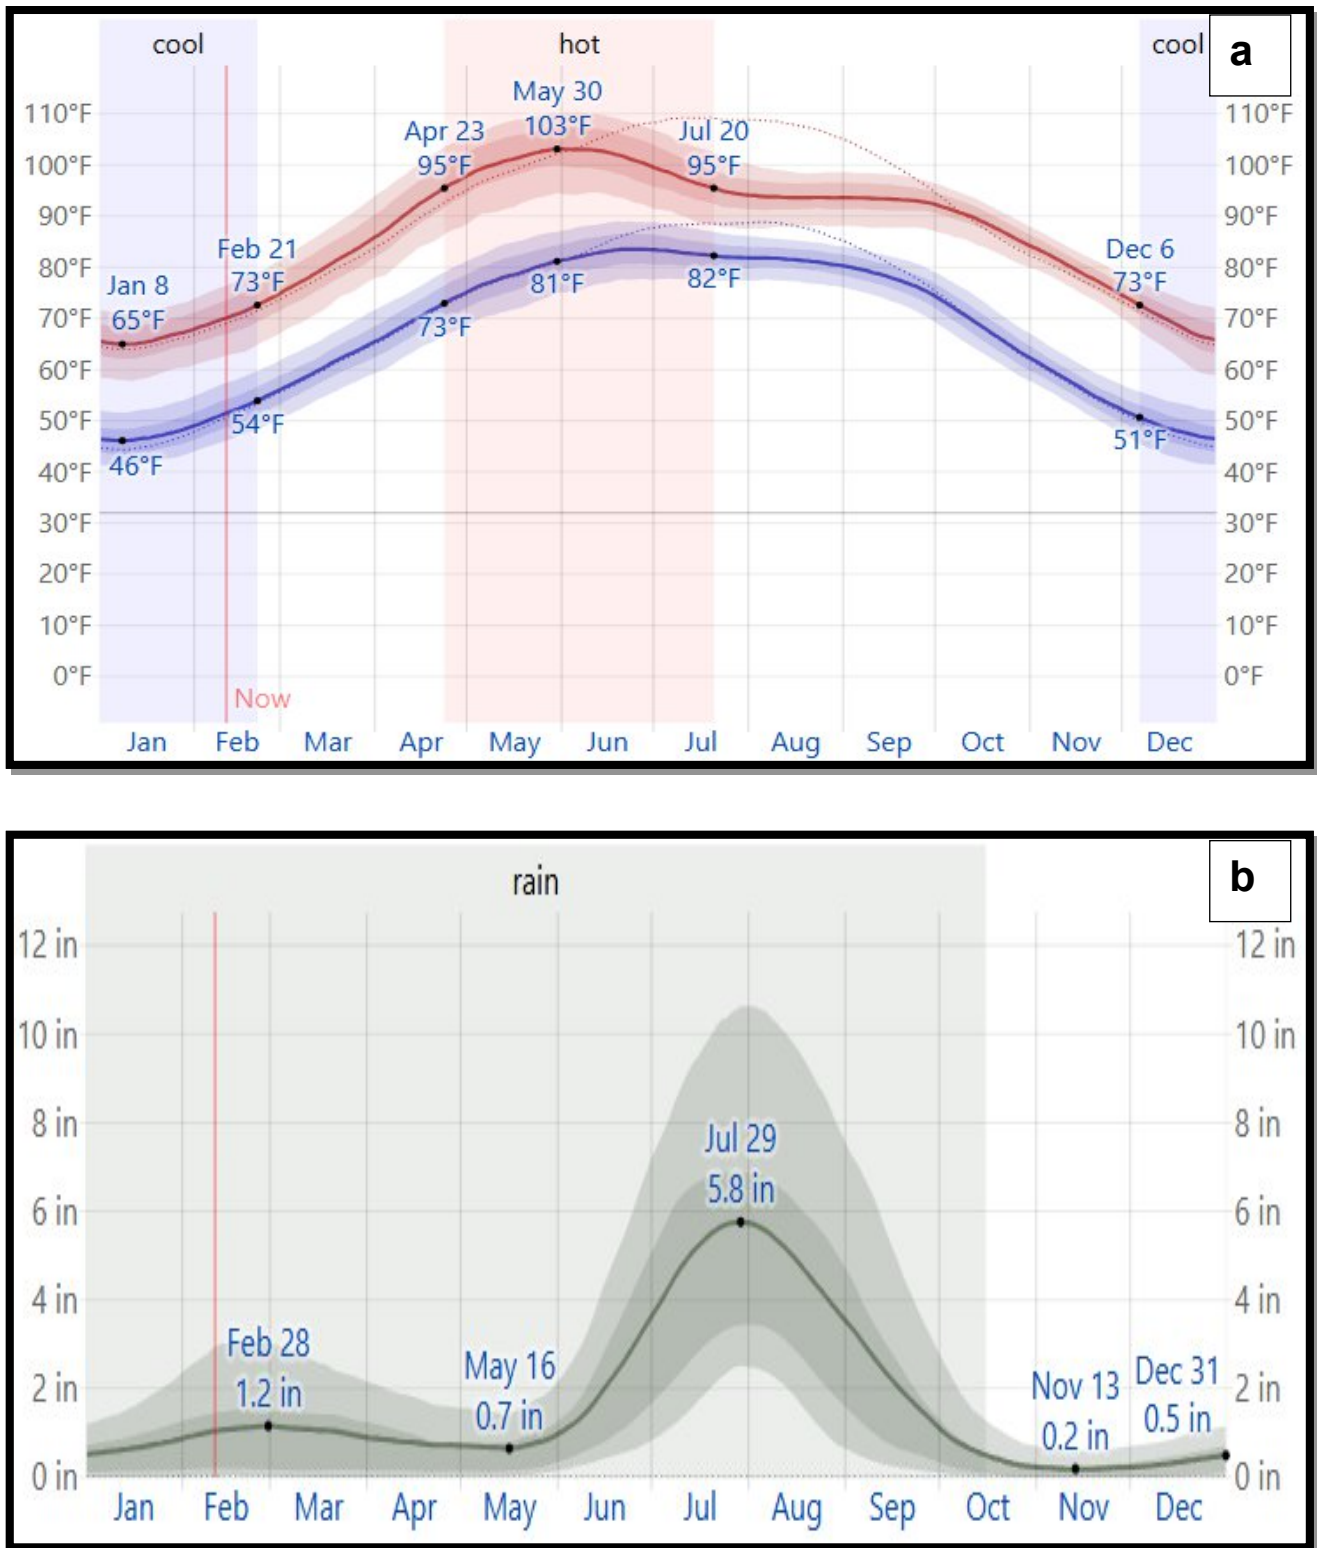 cool hot cool a
110°F May 30 110°F
Apr 23 103°F Jul 20
100°F 95°F 95°F 100°F
90°F 90°F
Feb 21 Dec 6
80°F Jan 8 73°F 81°F 82°F 73°F 80°F
70°F 65°F 73°F 70°F
60°F 60°F
50°F 54°F 51°F 50°F
40°F 46°F 40°F
30°F 30°F
20°F 20°F
10°F 10°F
0°F 0°F
Now
Jan Feb Mar Apr May Jun Jul Aug Sep Oct Nov Dec
rain b
12 in 12 in
10 in 10 in
8 in Jul 29 8 in
6 in 5.8 in 6 in
4 in 4 in
Feb 28 May 16 Nov 13 Dec 31
2 in 1.2 in 0.7 in 0.2 in 0.5 in 2 in
0 in 0 in
Jan Feb Mar Apr May Jun Jul Aug Sep Oct Nov Dec